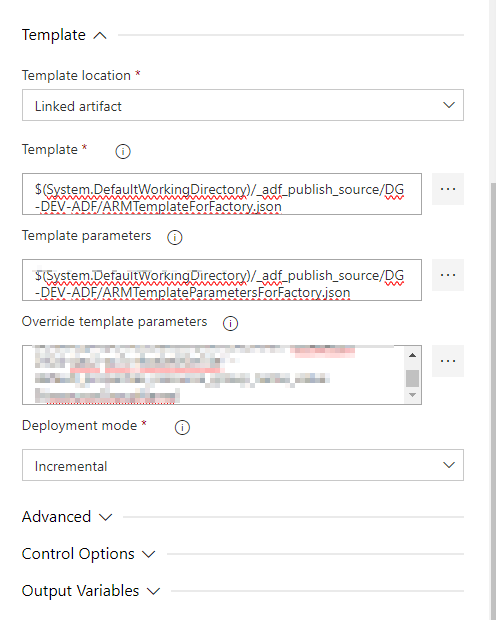 Template
Template location *
Linked artifact
Template *
$(System.DefaultWorkingDirectory)/_adf_publish_source/DG
-DEV-ADF/ARMTemplateForFactory.json
Template parameters
$(System.DefaultWorkingDirectory)/_adf_publish_source/DG
-DEV-ADF/ARMTemplateParametersForFactory.json
Override template parameters
Deployment mode *
Incremental
Advanced
Control Options
Output Variables